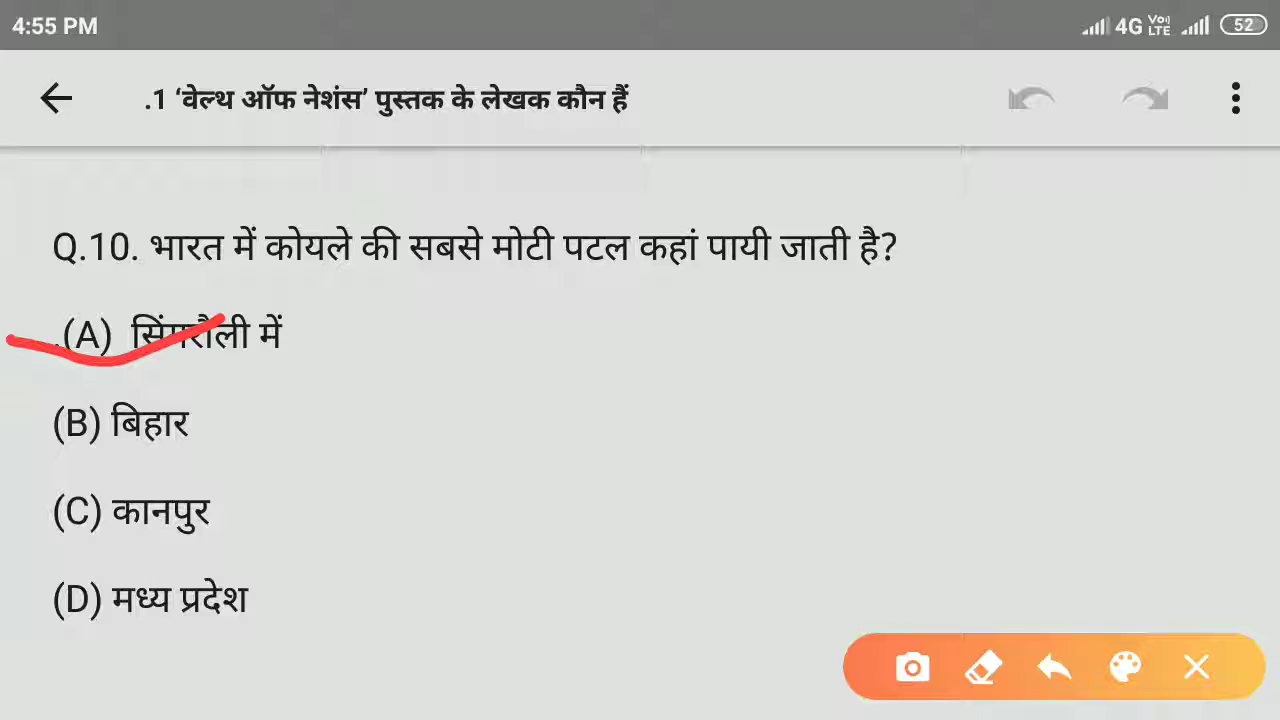 4:55 PM 4G VoLTE 52
.1 ‘वेल्थ ऑफ नेशंस’ पुस्तक के लेखक कौन हैं
Q.10. भारत में कोयले की सबसे मोटी पटल कहां पायी जाती है?
.(A) सिंगरौली में
(B) बिहार
(C) कानपुर
(D) मध्य प्रदेश